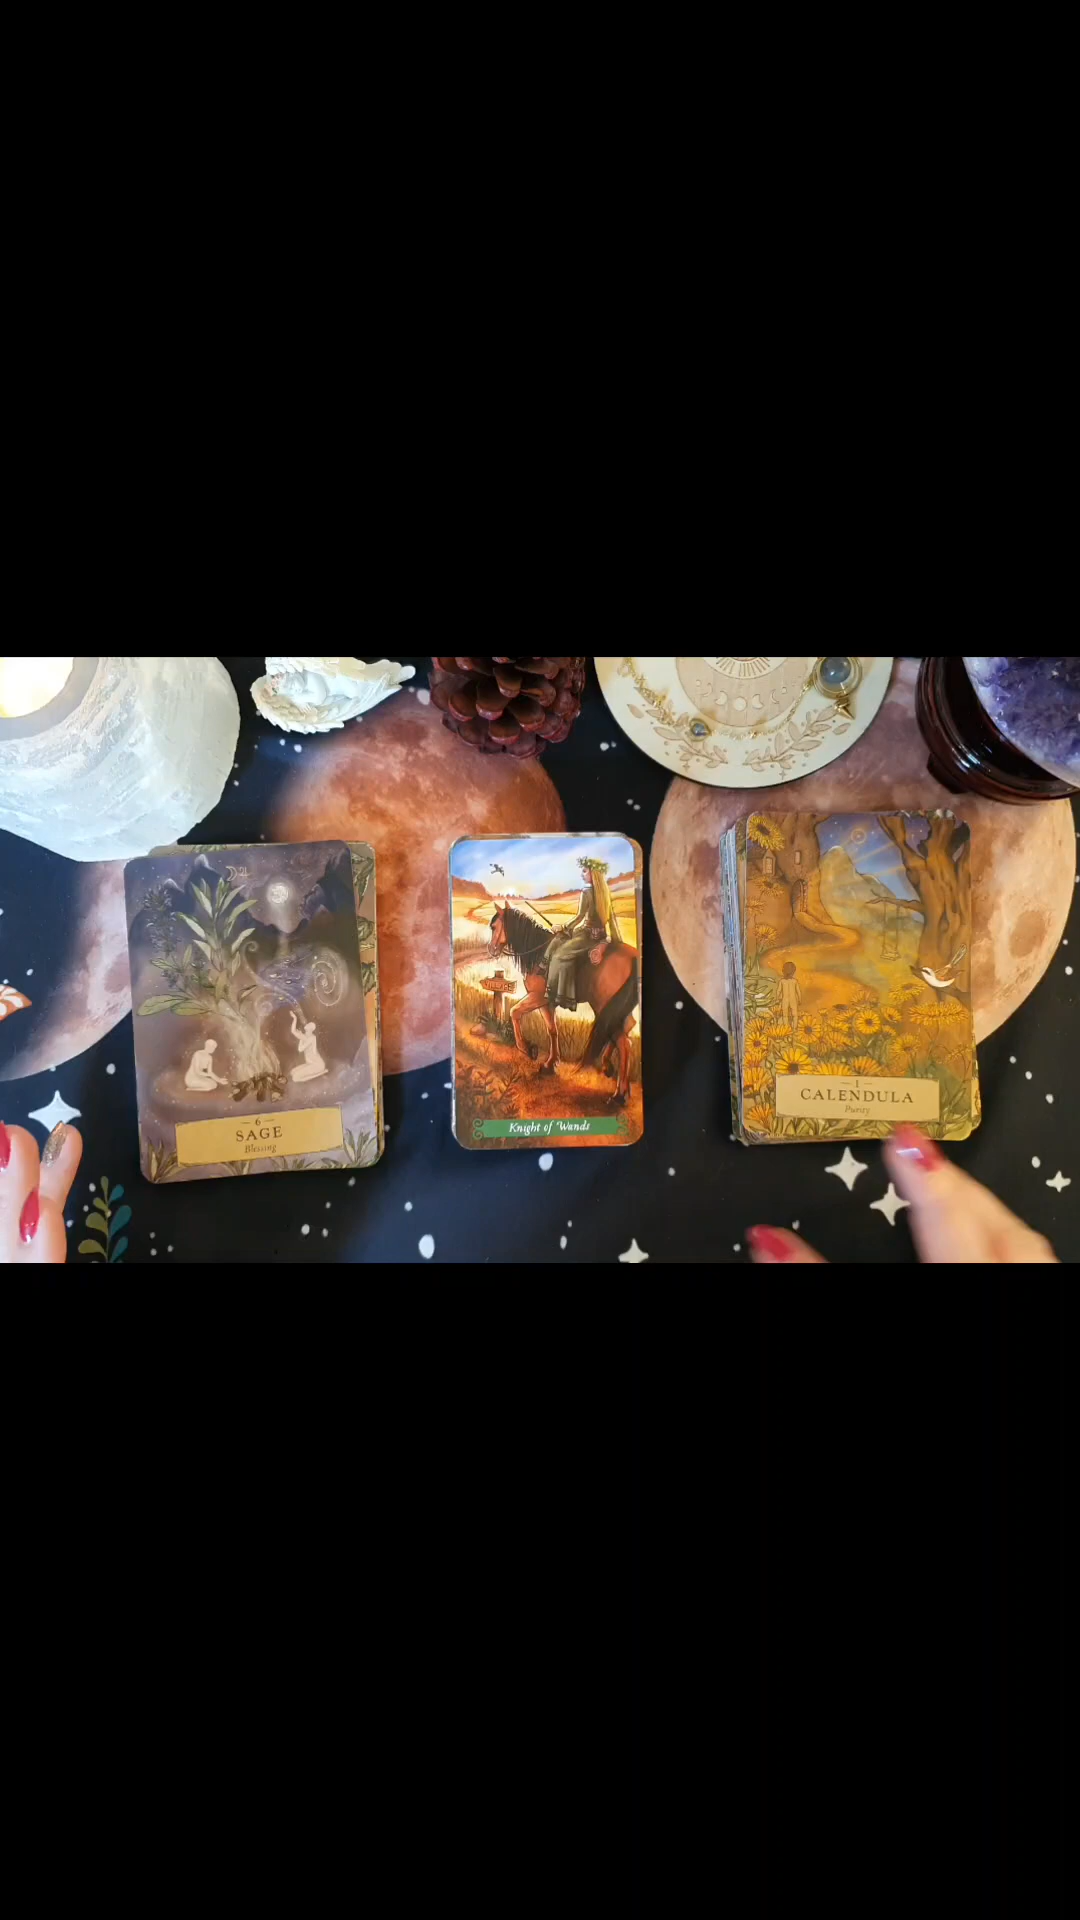 — 6 —
SAGE
Blessing
Knight of Wands
— 1 —
CALENDULA
Purity